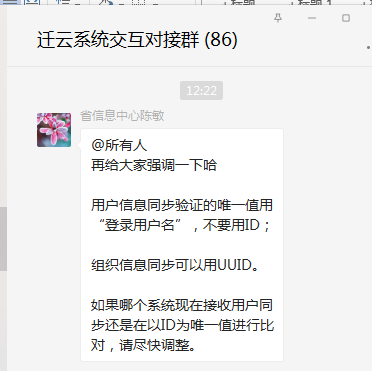 迁云系统交互对接群 (86)
12:22
省信息中心陈敏
@所有人
再给大家强调一下哈
用户信息同步验证的唯一值用
“登录用户名”，不要用ID；
组织信息同步可以用UUID。
如果哪个系统现在接收用户同
步还是在以ID为唯一值进行比
对，请尽快调整。